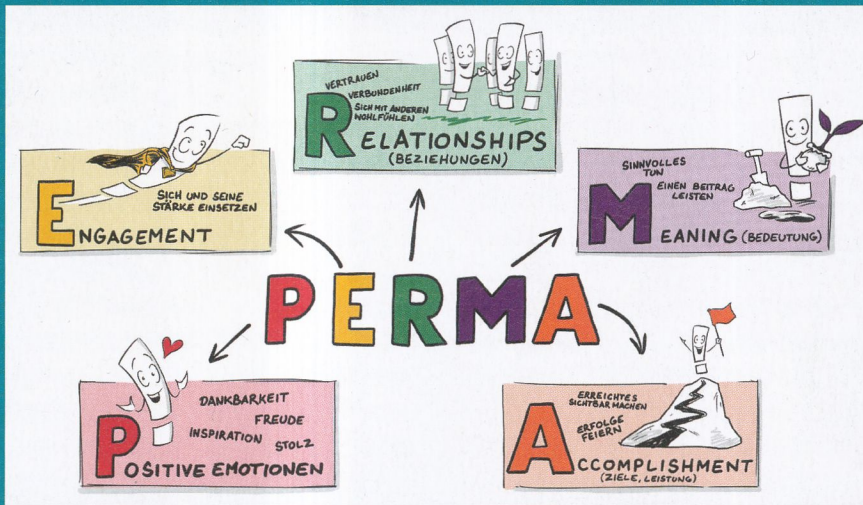 VERTRAUEN
VERBUNDENHEIT
SICH MIT ANDEREN
WOHLFÜHLEN
RELATIONSHIPS
(BEZIEHUNGEN)
SICH UND SEINE
STÄRKE EINSETZEN
ENGAGEMENT
SINNVOLLES
TUN
EINEN BEITRAG
LEISTEN
MEANING (BEDEUTUNG)
PERMA
DANKBARKEIT
FREUDE
INSPIRATION
STOLZ
POSITIVE EMOTIONEN
ERREICHTES
SICHTBAR MACHEN
ERFOLGE
FEIERN
ACCOMPLISHMENT
(ZIELE, LEISTUNG)